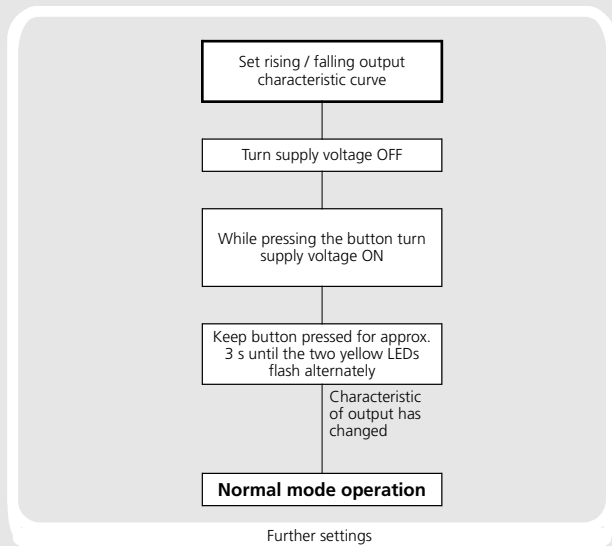 Set rising / falling output
characteristic curve
Turn supply voltage OFF
While pressing the button turn
supply voltage ON
Keep button pressed for approx.
3 s until the two yellow LEDs
flash alternately
Characteristic
of output has
changed
Normal mode operation
Further settings